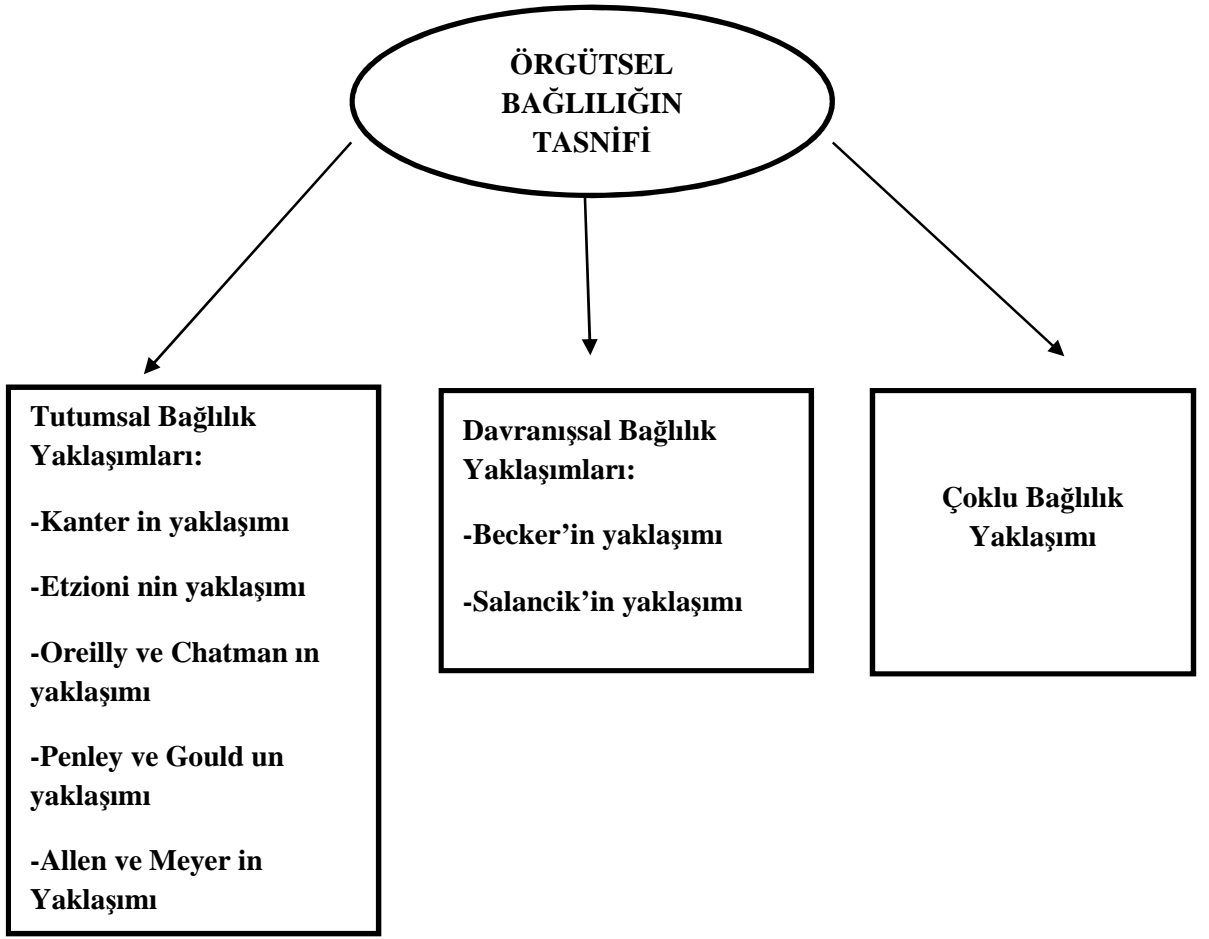 ÖRGÜTSEL
BAĞLILIĞIN
TASNİFİ
Tutumsal Bağlılık
Yaklaşımları:
-Kanter in yaklaşımı
-Etzioni nin yaklaşımı
-Oreilly ve Chatman ın
yaklaşımı
-Penley ve Gould un
yaklaşımı
-Allen ve Meyer in
Yaklaşımı
Davranışsal Bağlılık
Yaklaşımları:
-Becker’in yaklaşımı
-Salancik’in yaklaşımı
Çoklu Bağlılık
Yaklaşımı